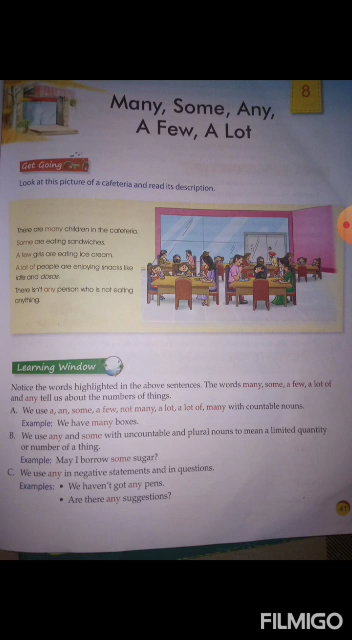 8
Many, Some, Any,
A Few, A Lot
Get Going
Look at this picture of a cafeteria and read its description.
There are many children in the cafeteria.
Some are eating sandwiches.
A few girls are eating ice cream.
A lot of people are enjoying snacks like
idlis and dosas.
There isn't any person who is not eating
anything.
Learning Window
Notice the words highlighted in the above sentences. The words many, some, a few, a lot of
and any tell us about the numbers of things.
A. We use a, an, some, a few, not many, a lot, a lot of, many with countable nouns.
Example: We have many boxes.
B. We use any and some with uncountable and plural nouns to mean a limited quantity
or number of a thing.
Example: May I borrow some sugar?
C. We use any in negative statements and in questions.
Examples: • We haven't got any pens.
• Are there any suggestions?
41
FILMIGO